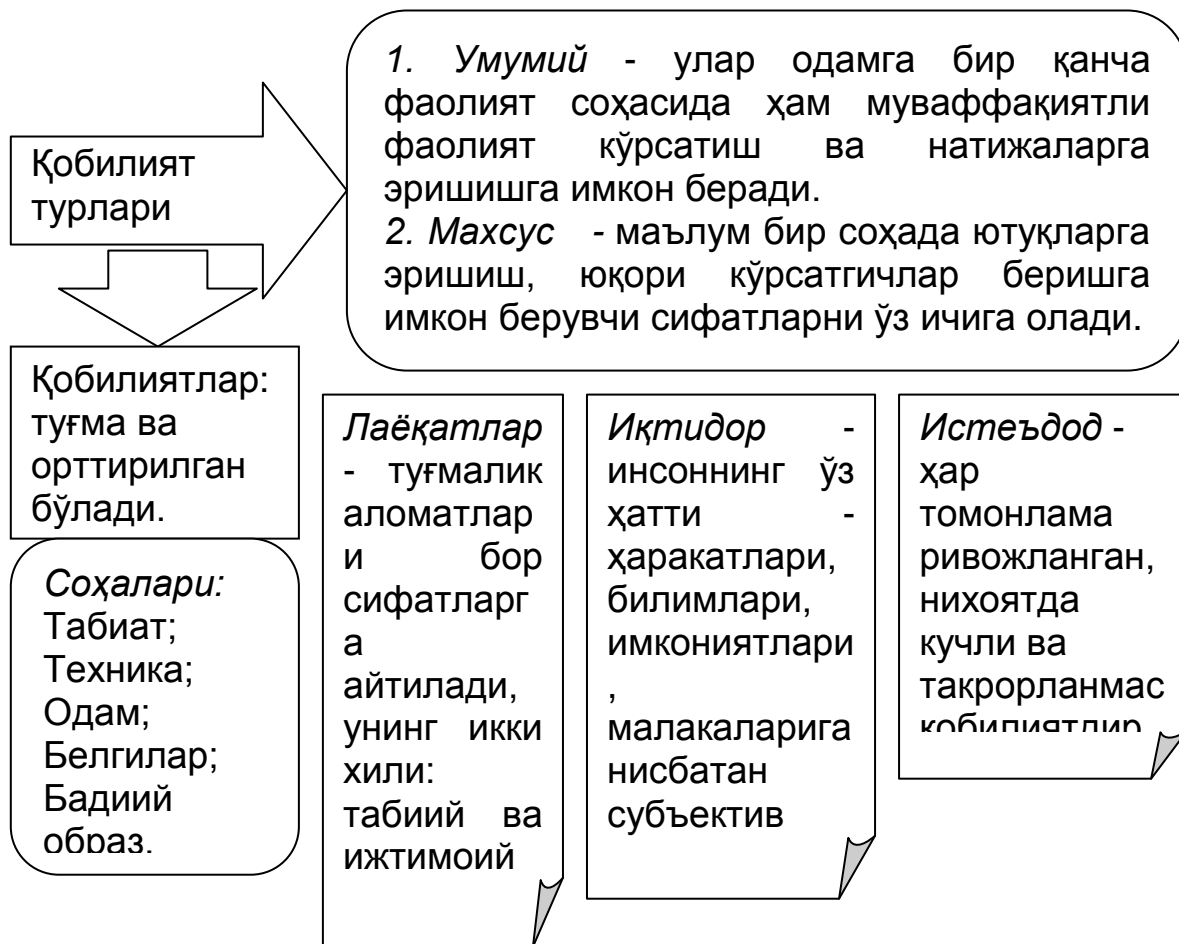 1. Умумий - улар одамга бир қанча
фаолият соҳасида ҳам муваффақиятли
фаолият кўрсатиш ва натижаларга
эришишга имкон беради.
2. Махсус - маълум бир соҳада ютуқларга
эришиш, юқори кўрсатгичлар беришга
имкон берувчи сифатларни ўз ичига олади.
Қобилият
турлари
Қобилиятлар:
туғма ва
орттирилган
бўлади.
Соҳалари:
Табиат;
Техника;
Одам;
Белгилар;
Бадиий
образ.
Лаёқатлар
- туғмалик
аломатлар
и бор
сифатларг
а
айтилади,
унинг икки
хили:
табиий ва
ижтимоий
Иқтидор -
инсоннинг ўз
ҳатти -
ҳаракатлари,
билимлари,
имкониятлари
,
малакаларига
нисбатан
субъектив
Истеъдод -
ҳар
томонлама
ривожланган,
нихоятда
кучли ва
такрорланмас
қобилиятдир